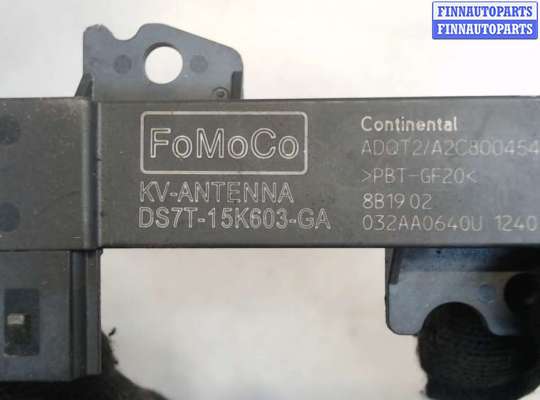 FINNAUTOPARTS
FINNAUTOPARTS
FoMoCo
KV-ANTENNA
DS7T-15K603-GA
Continental
ADQT2/A2C800454
>PBT-GF20<
8B19 02
032AA0640U 1240